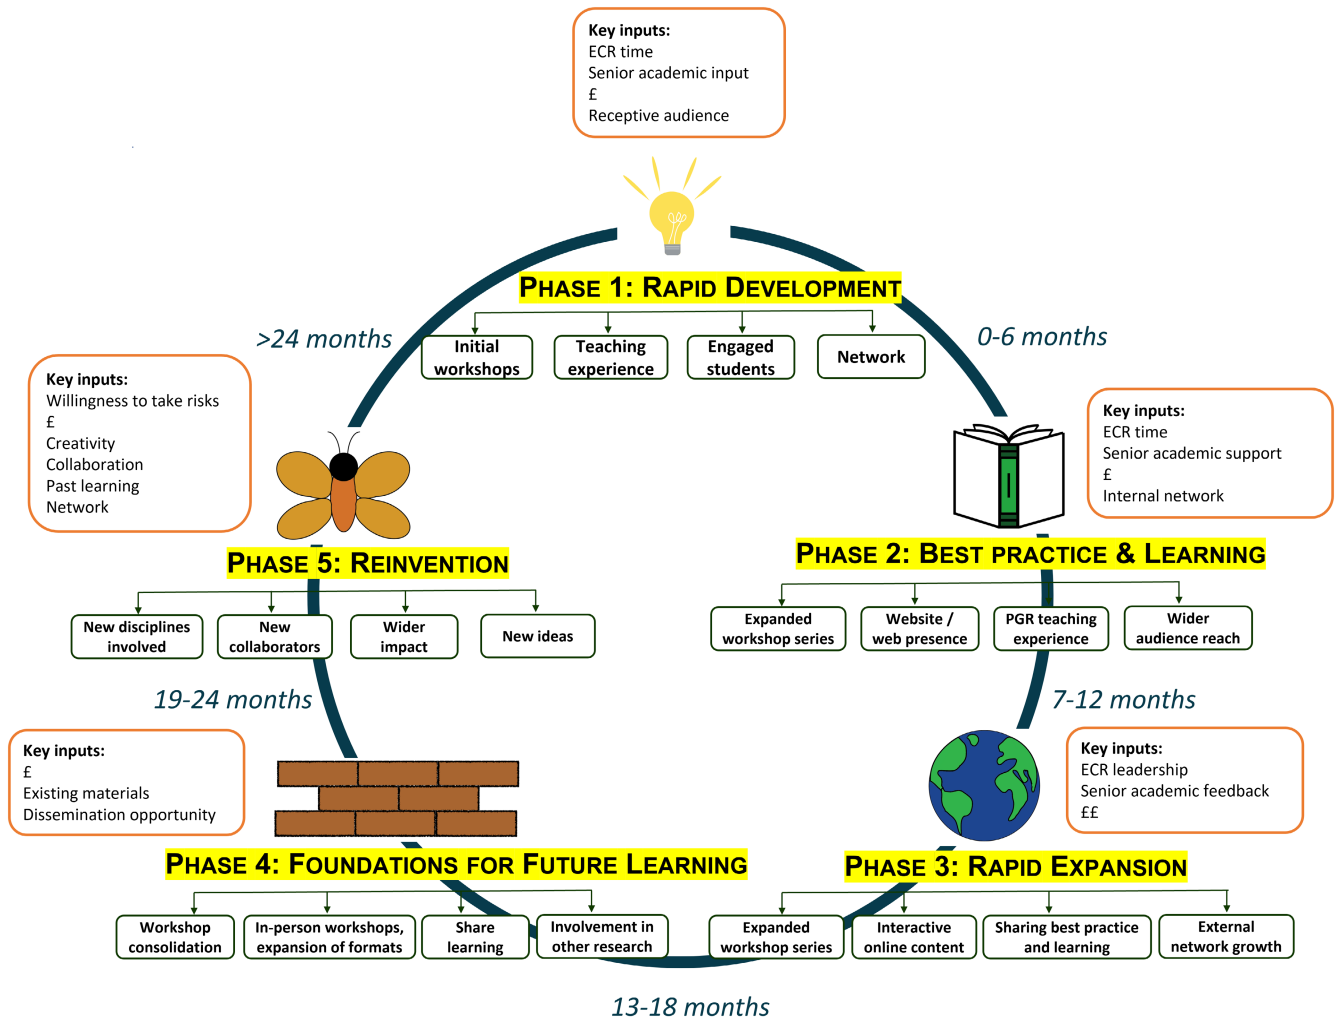 Key inputs:
ECR time
Senior academic input
£
Receptive audience
PHASE 1: RAPID DEVELOPMENT
>24 months
0-6 months
Initial
workshops
Teaching
experience
Engaged
students
Network
Key inputs:
Willingness to take risks
£
Creativity
Collaboration
Past learning
Network
Key inputs:
ECR time
Senior academic support
£
Internal network
PHASE 5: REINVENTION
PHASE 2: BEST PRACTICE & LEARNING
New disciplines
involved
New
collaborators
Wider
impact
New ideas
Expanded
workshop series
Website /
web presence
PGR teaching
experience
Wider
audience reach
19-24 months
7-12 months
Key inputs:
£
Existing materials
Dissemination opportunity
Key inputs:
ECR leadership
Senior academic feedback
££
PHASE 4: FOUNDATIONS FOR FUTURE LEARNING
PHASE 3: RAPID EXPANSION
Workshop
consolidation
In-person workshops,
expansion of formats
Share
learning
Involvement in
other research
Expanded
workshop series
Interactive
online content
Sharing best practice
and learning
External
network growth
13-18 months